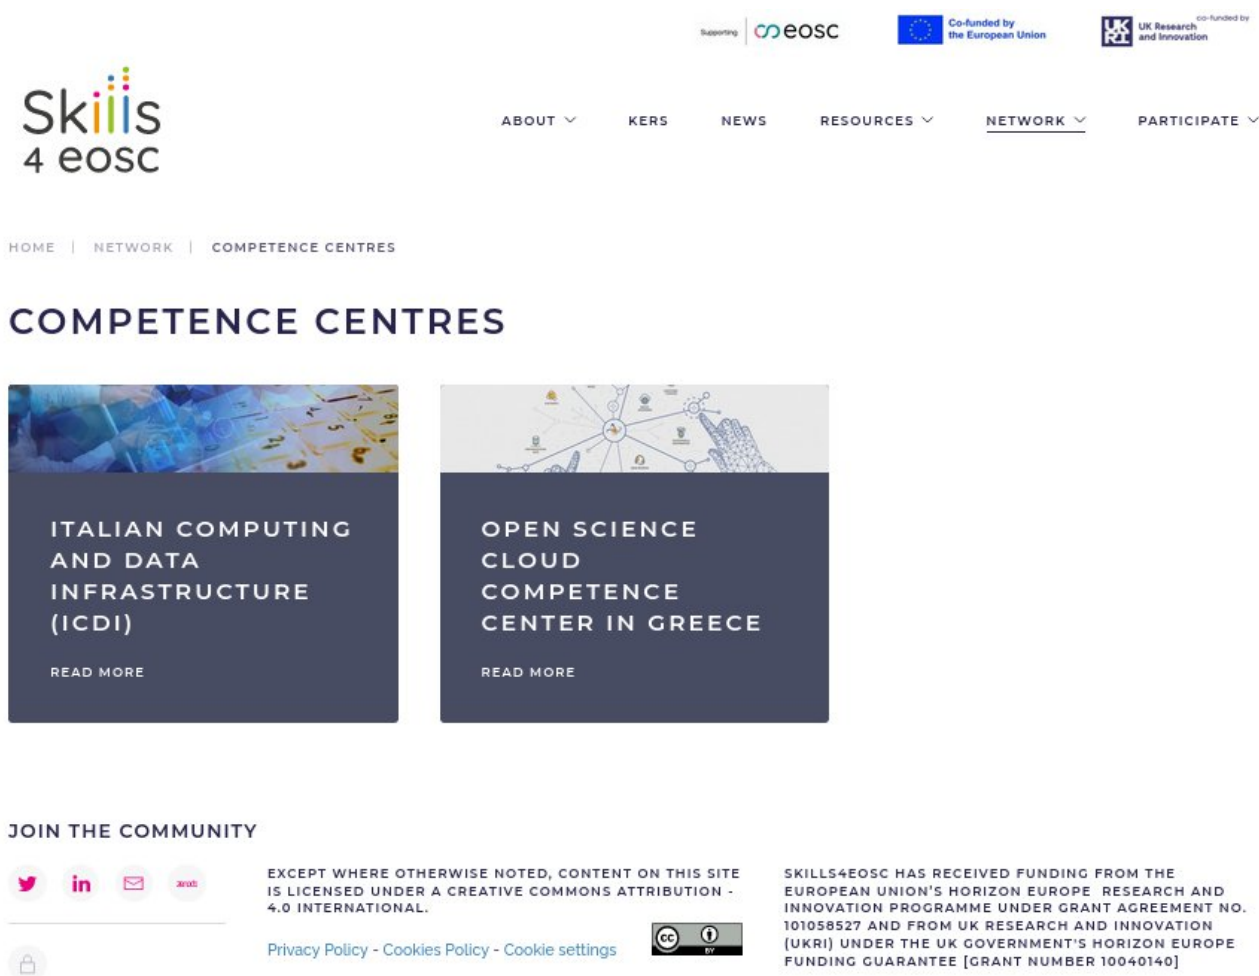 Supporting eosc
Co-funded by
the European Union
co-funded by
UK Research
and Innovation
Skills
4 eosc
ABOUT KERS NEWS RESOURCES NETWORK PARTICIPATE
HOME | NETWORK | COMPETENCE CENTRES
COMPETENCE CENTRES
ITALIAN COMPUTING
AND DATA
INFRASTRUCTURE
(ICDI)
READ MORE
OPEN SCIENCE
CLOUD
COMPETENCE
CENTER IN GREECE
READ MORE
JOIN THE COMMUNITY
EXCEPT WHERE OTHERWISE NOTED, CONTENT ON THIS SITE
IS LICENSED UNDER A CREATIVE COMMONS ATTRIBUTION -
4.0 INTERNATIONAL.
Privacy Policy - Cookies Policy - Cookie settings
cc
BY
SKILLS4EOSC HAS RECEIVED FUNDING FROM THE
EUROPEAN UNION'S HORIZON EUROPE RESEARCH AND
INNOVATION PROGRAMME UNDER GRANT AGREEMENT NO.
101058527 AND FROM UK RESEARCH AND INNOVATION
(UKRI) UNDER THE UK GOVERNMENT'S HORIZON EUROPE
FUNDING GUARANTEE [GRANT NUMBER 10040140]